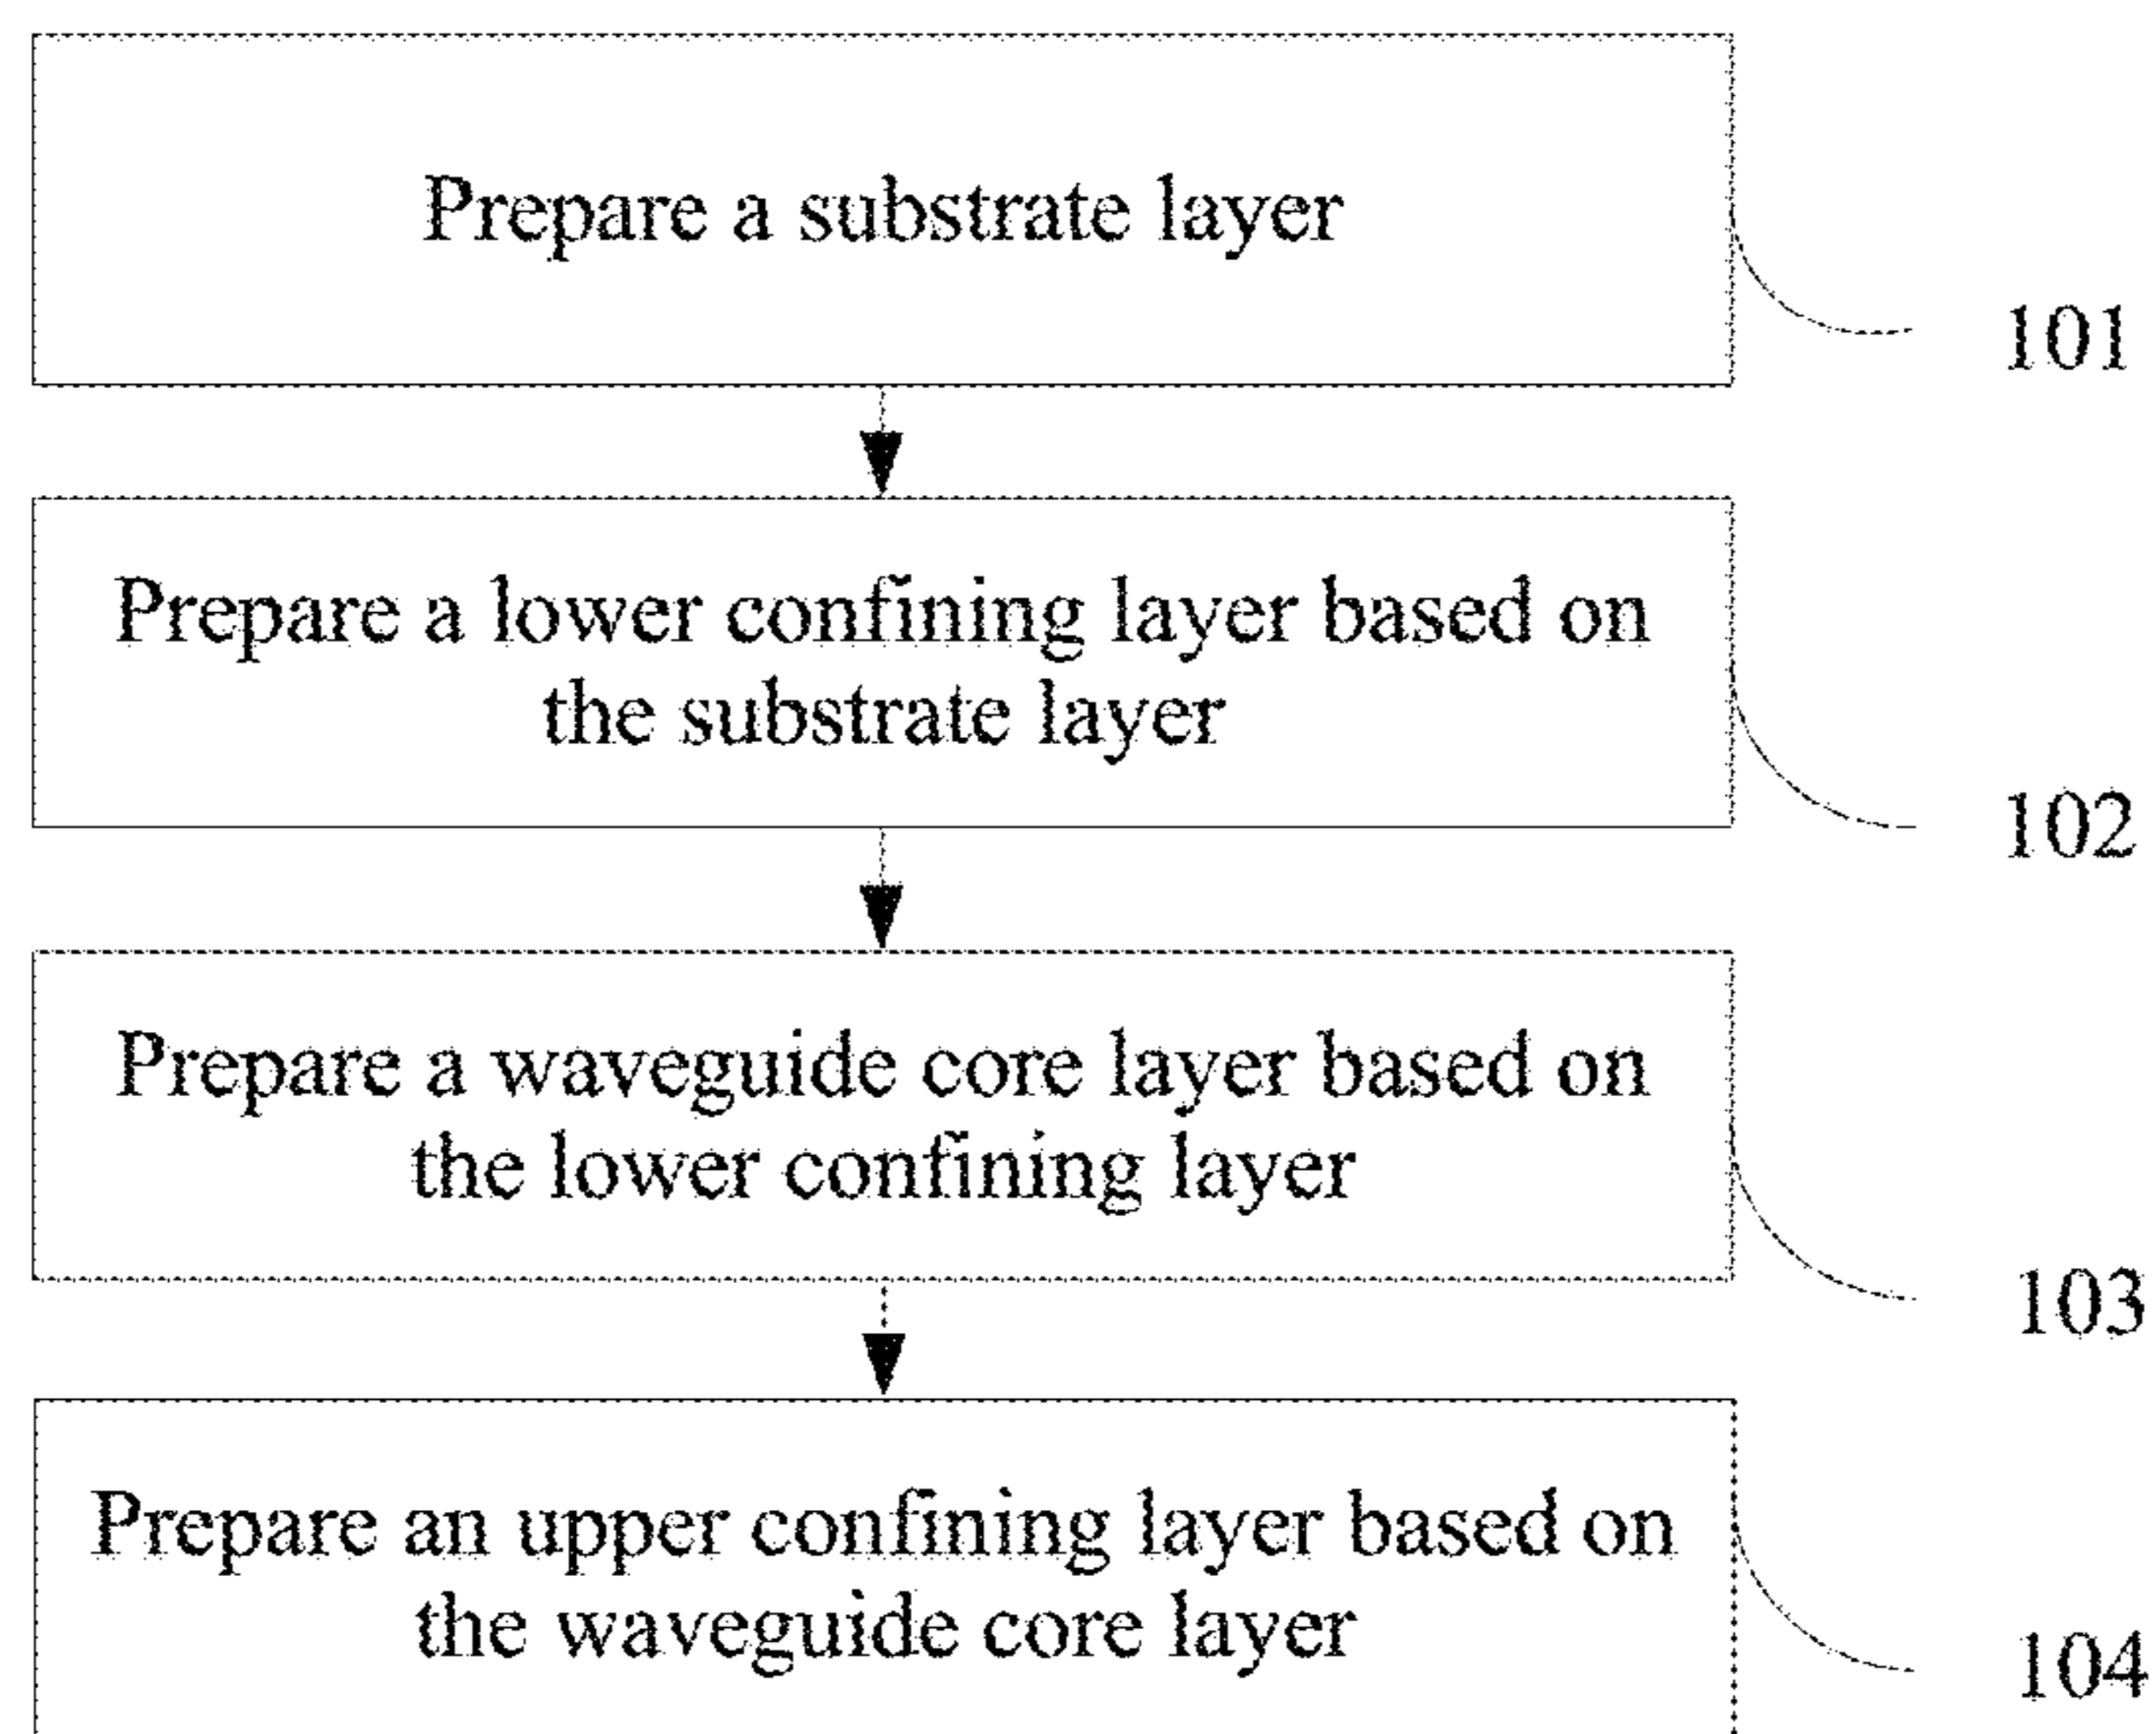 Prepare a substrate layer
101
Prepare a lower confining layer based on
the substrate layer
102
Prepare a waveguide core layer based on
the lower confining layer
103
Prepare an upper confining layer based on
the waveguide core layer
104